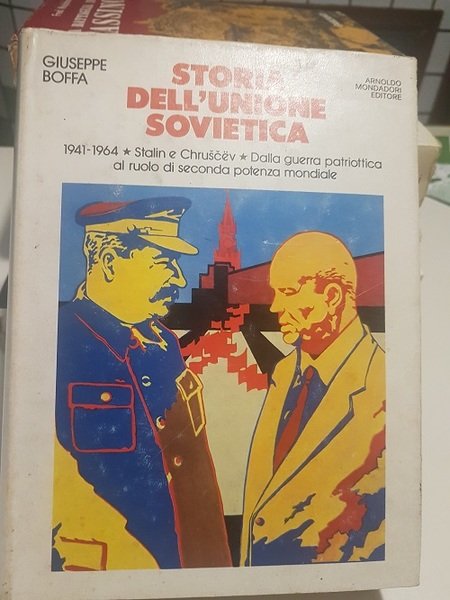 GIUSEPPE
BOFFA
STORIA
DELL'UNIONE
SOVIETICA
ARNOLDO
MONDADORI
EDITORE
1941-1964 ★ Stalin e Chruščëv ★ Dalla guerra patriottica
al ruolo di seconda potenza mondiale